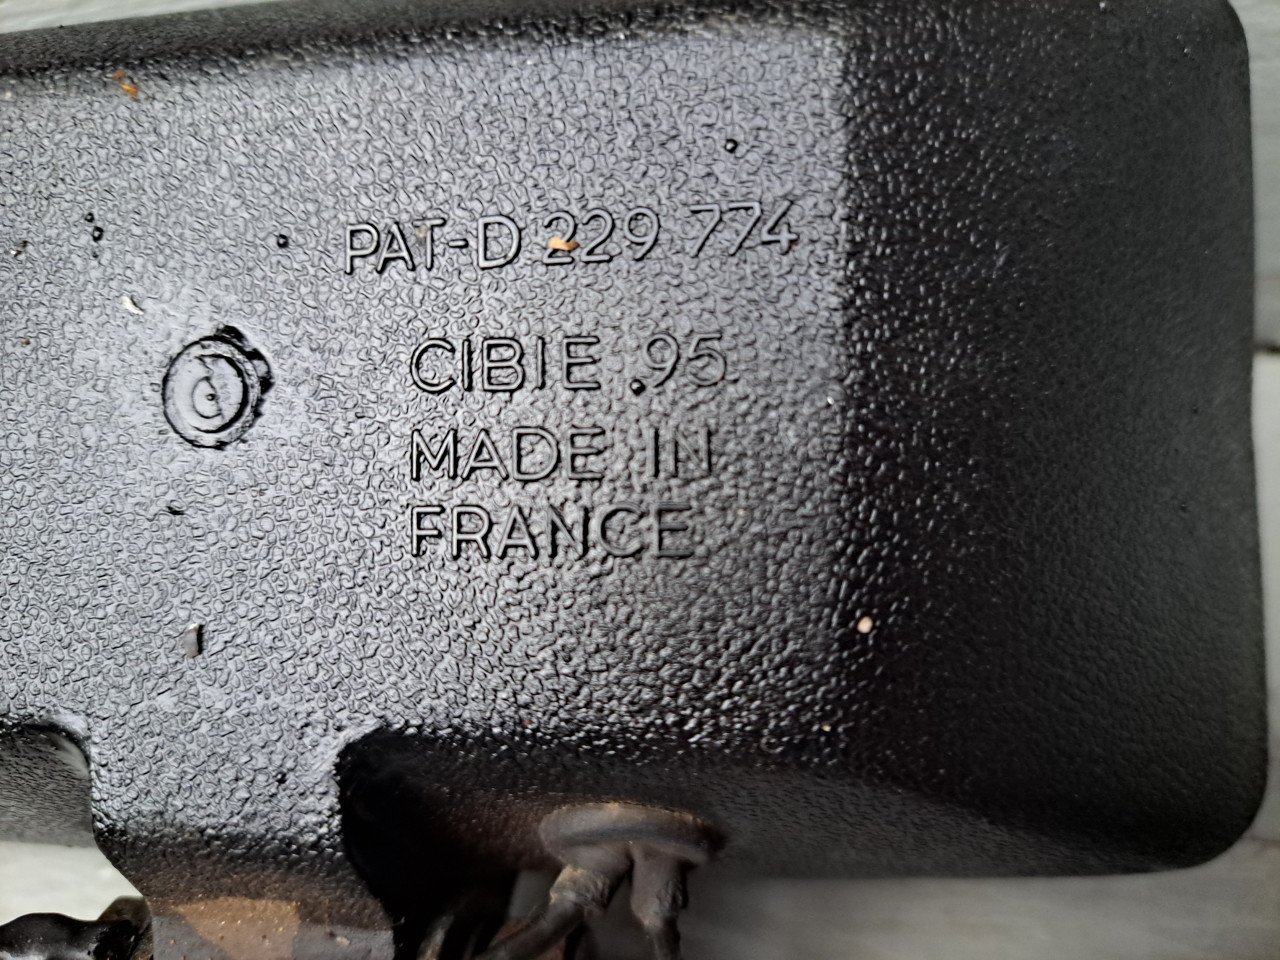 PAT-D 229 774
CIBIE .95
MADE IN
FRANCE